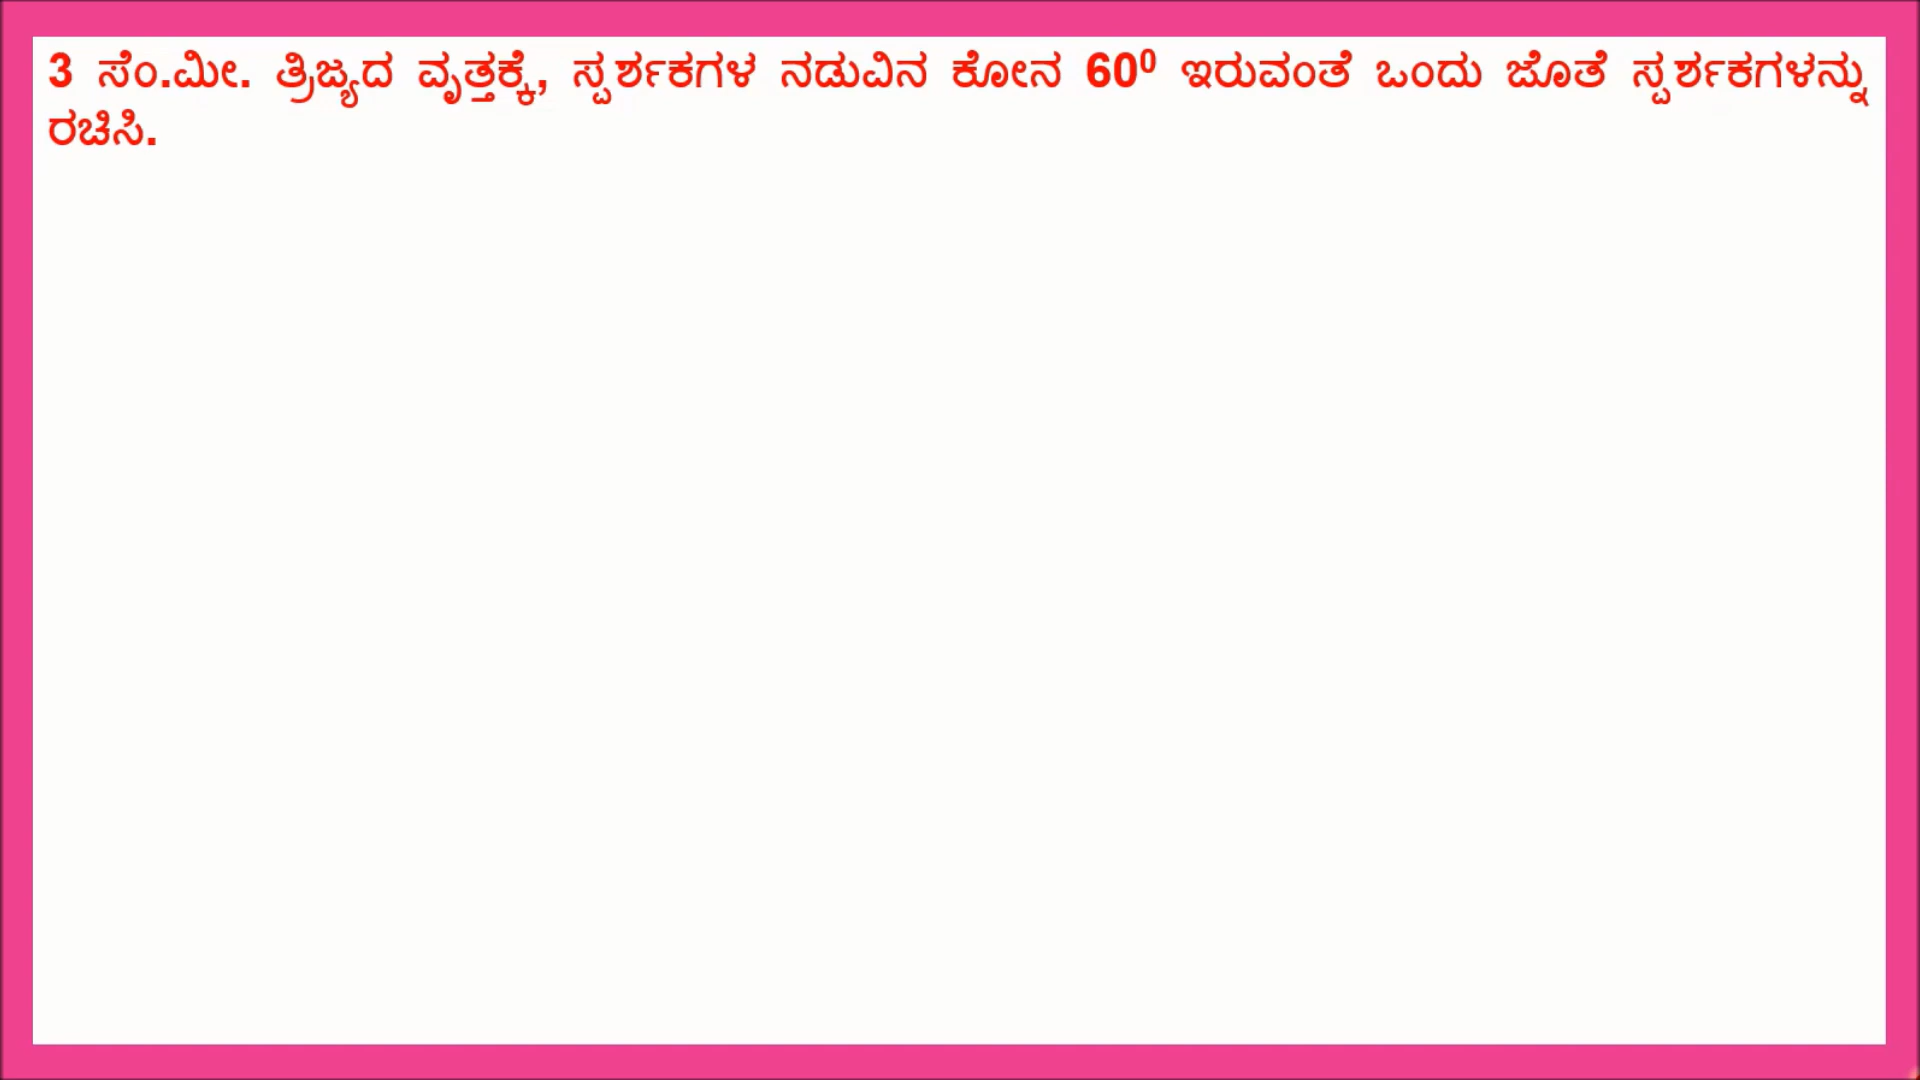 3 ಸೆಂ.ಮೀ. ತ್ರಿಜ್ಯದ ವೃತ್ತಕ್ಕೆ, ಸ್ಪರ್ಶಕಗಳ ನಡುವಿನ ಕೋನ 60⁰ ಇರುವಂತೆ ಒಂದು ಜೊತೆ ಸ್ಪರ್ಶಕಗಳನ್ನು
ರಚಿಸಿ.